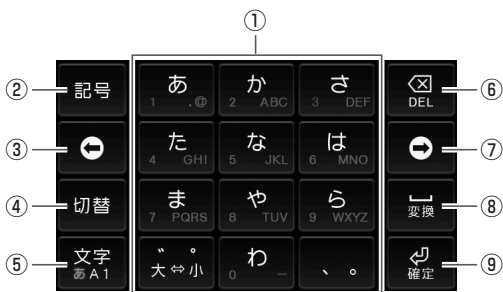 ①
② 記号 あ 1 .@ か 2 ABC さ 3 DEF DEL ⑥
③ た 4 GHI な 5 JKL は 6 MNO ⑦
④ 切替 ま 7 PQRS や 8 TUV ら 9 WXYZ 変換 ⑧
⑤ 文字 あA1 ゛゜ 大⇔小 わ 0 − 、。 確定 ⑨